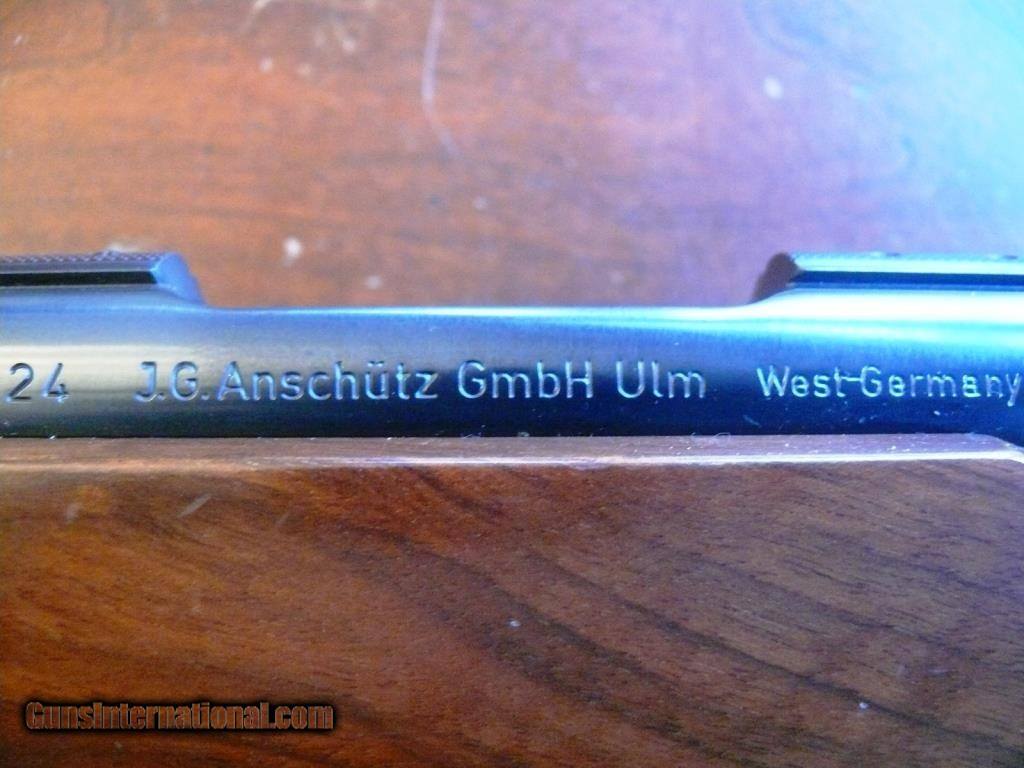 24 J.G.Anschütz GmbH Ulm West-Germany
GunsInternational.com